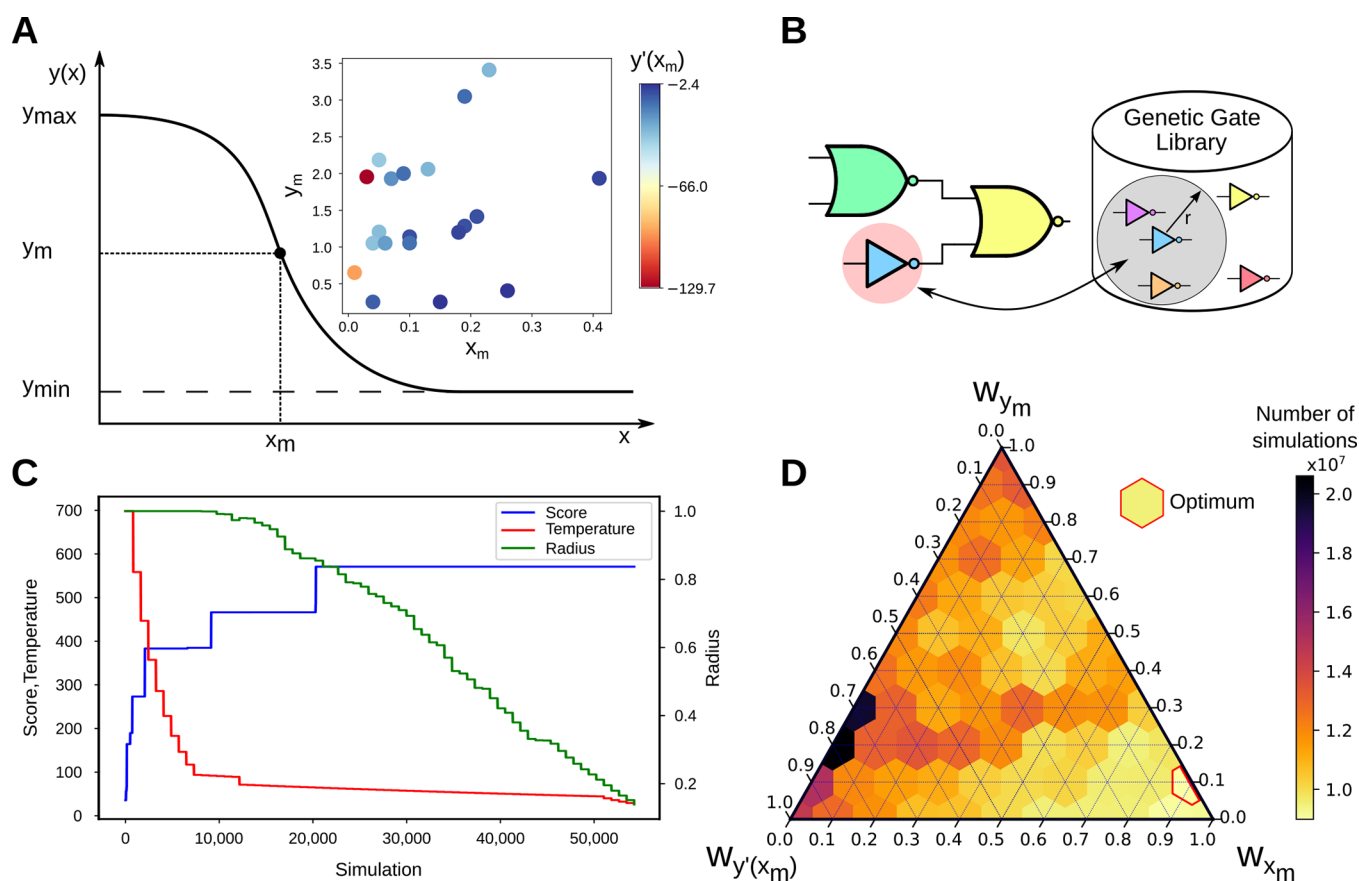 A
y(x)
ymax
ym
ymin
xm
x
y'(xm)
3.5
3.0
2.5
2.0
1.5
1.0
0.5
ym
0.0 0.1 0.2 0.3 0.4
xm
−2.4
−66.0
−129.7
B
Genetic Gate
Library
r
C
700
600
500
400
300
200
100
0
Score,Temperature
Score
Temperature
Radius
1.0
0.8
0.6
0.4
0.2
Radius
0 10,000 20,000 30,000 40,000 50,000
Simulation
D
Wym
0.0
0.1
0.2
0.3
0.4
0.5
0.6
0.7
0.8
0.9
1.0
1.0
0.9
0.8
0.7
0.6
0.5
0.4
0.3
0.2
0.1
0.0
0.0 0.1 0.2 0.3 0.4 0.5 0.6 0.7 0.8 0.9 1.0
Wy'(xm)
Wxm
Optimum
Number of
simulations
x10⁷
2.0
1.8
1.6
1.4
1.2
1.0